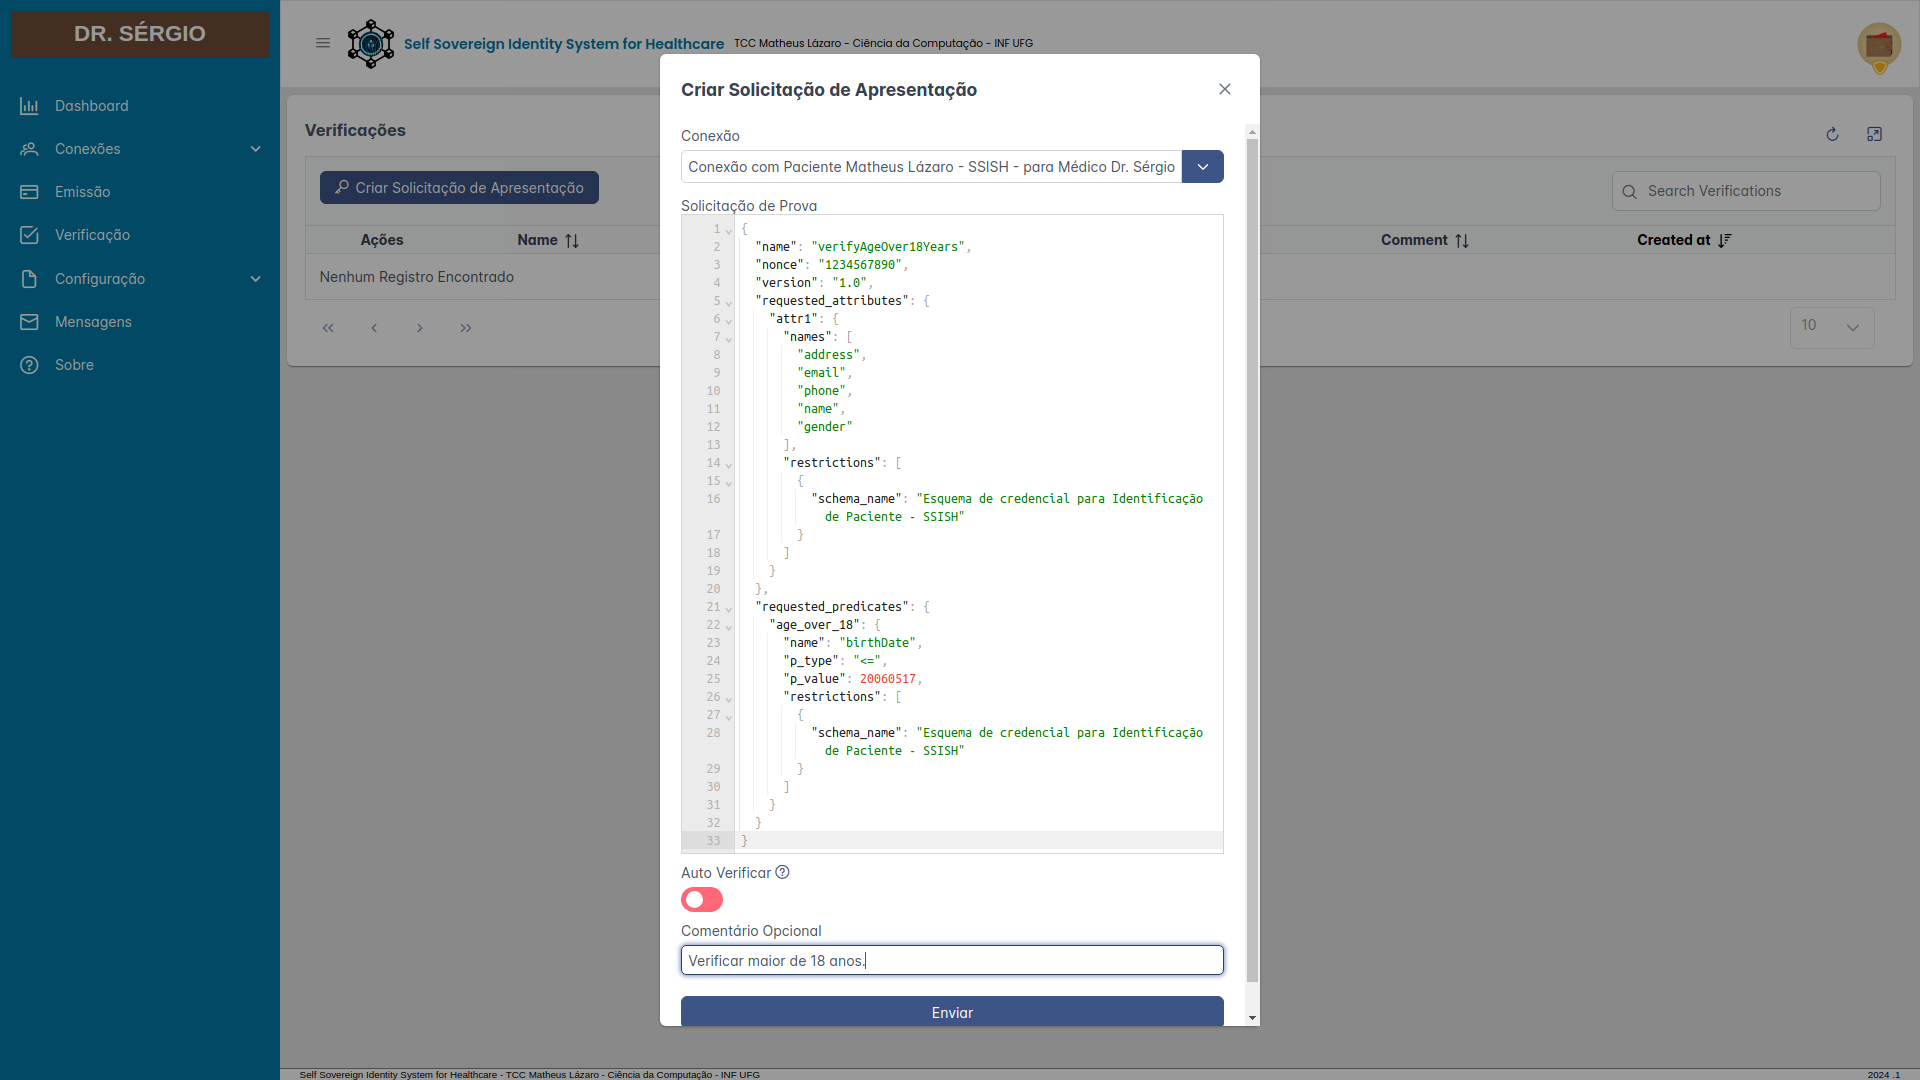 DR. SÉRGIO
Dashboard
Conexões
Emissão
Verificação
Configuração
Mensagens
Sobre
Self Sovereign Identity System for Healthcare TCC Matheus Lázaro - Ciência da Computação - INF UFG
Verificações
Criar Solicitação de Apresentação
Search Verifications
Ações Name Comment Created at
Nenhum Registro Encontrado
10
Criar Solicitação de Apresentação
Conexão
Conexão com Paciente Matheus Lázaro - SSISH - para Médico Dr. Sérgio
Solicitação de Prova
1 {
2 "name": "verifyAgeOver18Years",
3 "nonce": "1234567890",
4 "version": "1.0",
5 "requested_attributes": {
6 "attr1": {
7 "names": [
8 "address",
9 "email",
10 "phone",
11 "name",
12 "gender"
13 ],
14 "restrictions": [
15 {
16 "schema_name": "Esquema de credencial para Identificação
de Paciente - SSISH"
17 }
18 ]
19 }
20 },
21 "requested_predicates": {
22 "age_over_18": {
23 "name": "birthDate",
24 "p_type": "<=",
25 "p_value": 20060517,
26 "restrictions": [
27 {
28 "schema_name": "Esquema de credencial para Identificação
de Paciente - SSISH"
29 }
30 ]
31 }
32 }
33 }
Auto Verificar
Comentário Opcional
Verificar maior de 18 anos.
Enviar
Self Sovereign Identity System for Healthcare - TCC Matheus Lázaro - Ciência da Computação - INF UFG
2024 .1